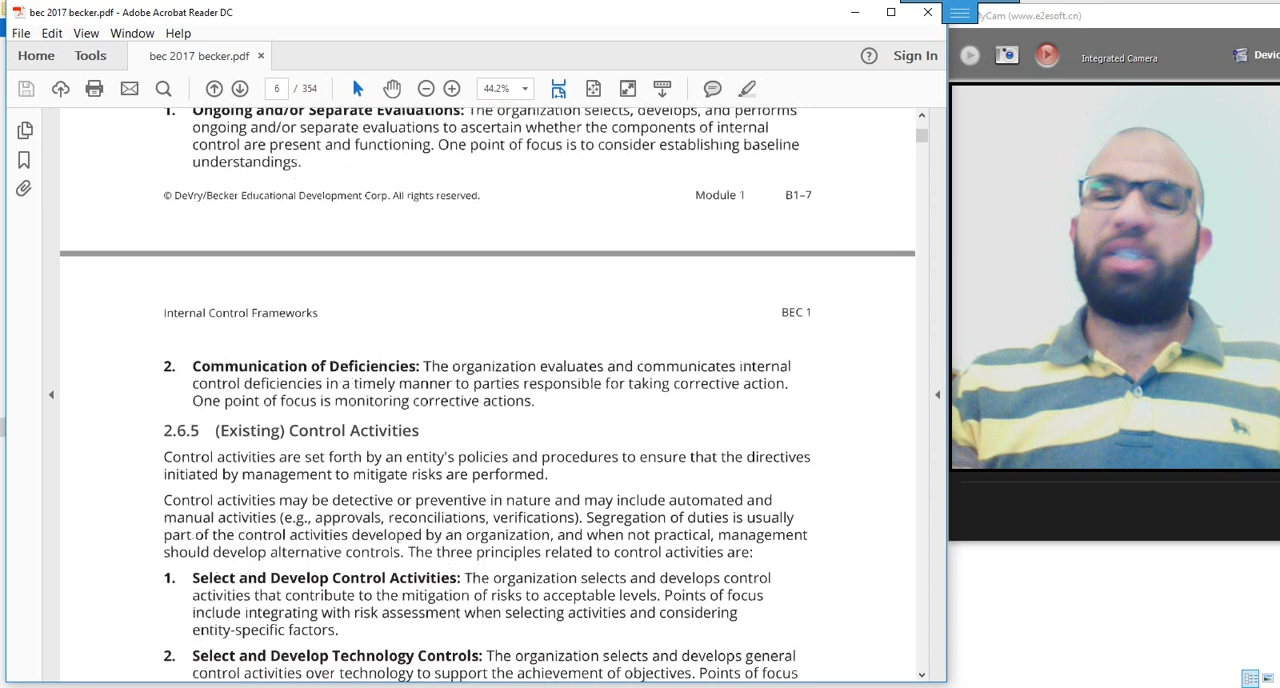 bec 2017 becker.pdf - Adobe Acrobat Reader DC
File Edit View Window Help
Home Tools bec 2017 becker.pdf × Sign In
6 / 354 44.2%
1. Ongoing and/or Separate Evaluations: The organization selects, develops, and performs
ongoing and/or separate evaluations to ascertain whether the components of internal
control are present and functioning. One point of focus is to consider establishing baseline
understandings.
© DeVry/Becker Educational Development Corp. All rights reserved. Module 1 B1–7
Internal Control Frameworks BEC 1
2. Communication of Deficiencies: The organization evaluates and communicates internal
control deficiencies in a timely manner to parties responsible for taking corrective action.
One point of focus is monitoring corrective actions.
2.6.5 (Existing) Control Activities
Control activities are set forth by an entity's policies and procedures to ensure that the directives
initiated by management to mitigate risks are performed.
Control activities may be detective or preventive in nature and may include automated and
manual activities (e.g., approvals, reconciliations, verifications). Segregation of duties is usually
part of the control activities developed by an organization, and when not practical, management
should develop alternative controls. The three principles related to control activities are:
1. Select and Develop Control Activities: The organization selects and develops control
activities that contribute to the mitigation of risks to acceptable levels. Points of focus
include integrating with risk assessment when selecting activities and considering
entity-specific factors.
2. Select and Develop Technology Controls: The organization selects and develops general
control activities over technology to support the achievement of objectives. Points of focus
yCam (www.e2esoft.cn)
Integrated Camera Devic